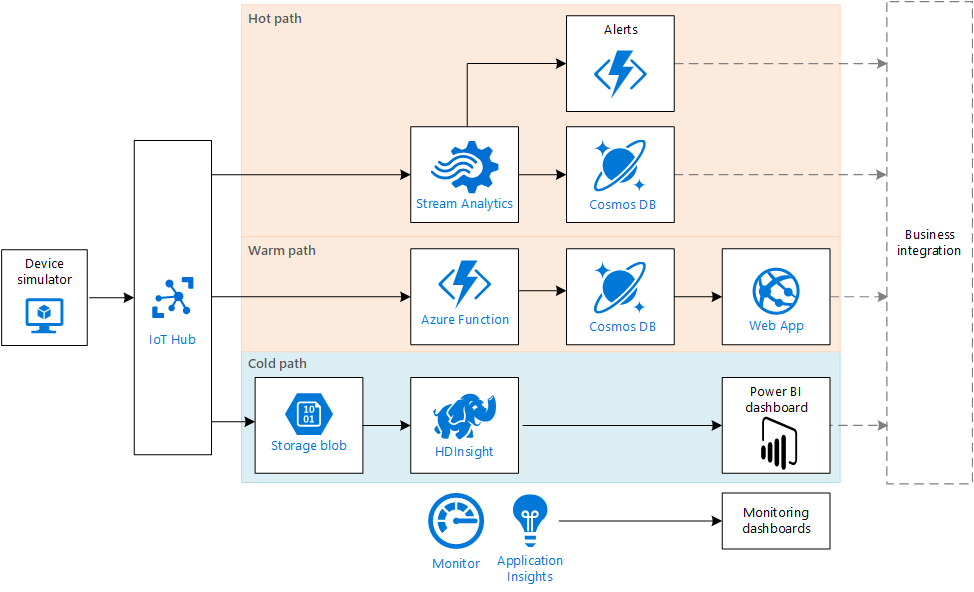 Hot path
Alerts
Stream Analytics
Cosmos DB
Business
integration
Warm path
Device
simulator
IoT Hub
Azure Function
Cosmos DB
Web App
Cold path
10
01
Storage blob
HDInsight
Power BI
dashboard
Monitor
Application
Insights
Monitoring
dashboards